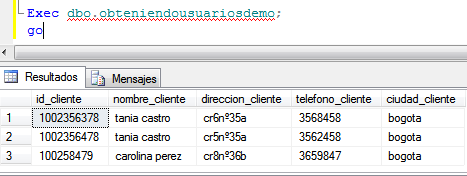 Exec dbo.obteniendousuariosdemo;
go
Resultados Mensajes
id_cliente nombre_cliente direccion_cliente telefono_cliente ciudad_cliente
1 1002356378 tania castro cr6nº35a 3568458 bogota
2 1002356478 tania castro cr5nº35a 3562458 bogota
3 100258479 carolina perez cr8nº36b 3659847 bogota